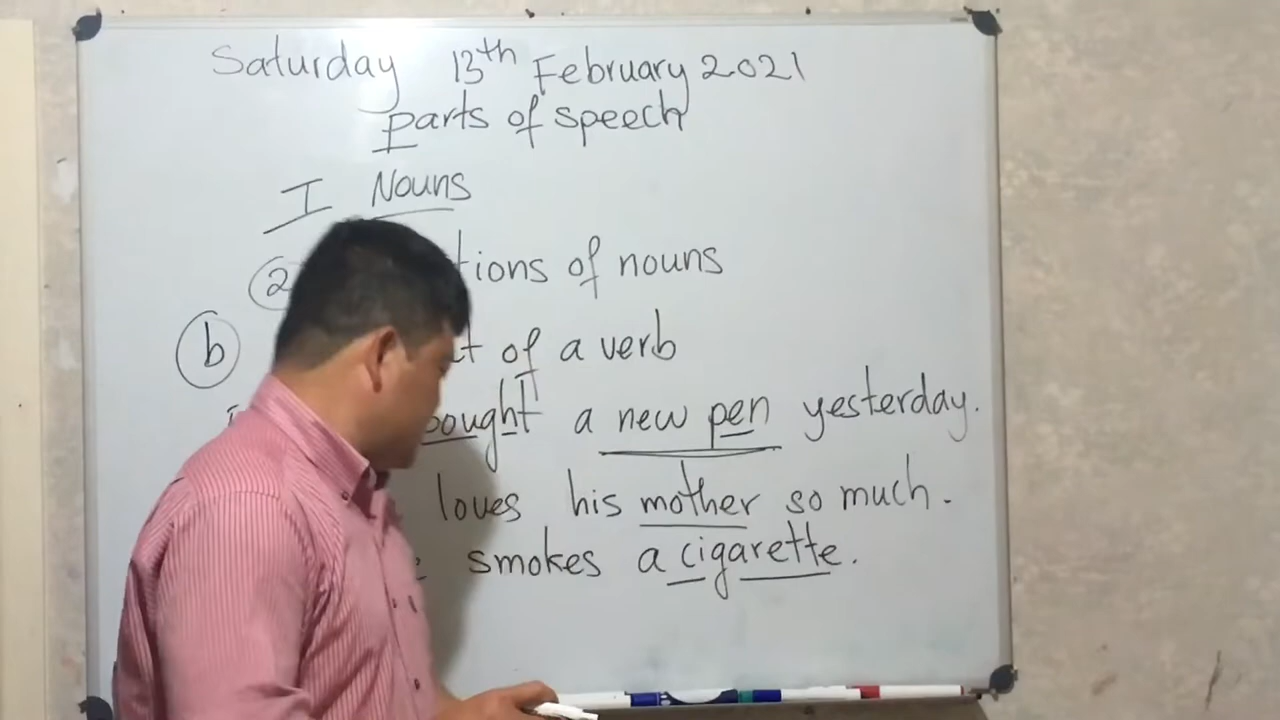 Saturday 13th February 2021
Parts of speech
I Nouns
2 tions of nouns
b of a verb
bought a new pen yesterday.
loves his mother so much.
smokes a cigarette.